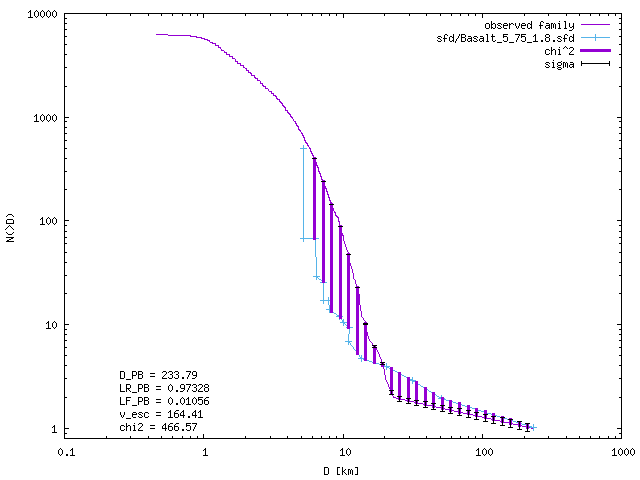 10000
1000
100
10
1
N(>D)
observed family
sfd/Basalt_5_75_1.8.sfd
chi^2
sigma
D_PB = 233.79
LR_PB = 0.97328
LF_PB = 0.01056
v_esc = 164.41
chi2 = 466.57
0.1 1 10 100 1000
D [km]